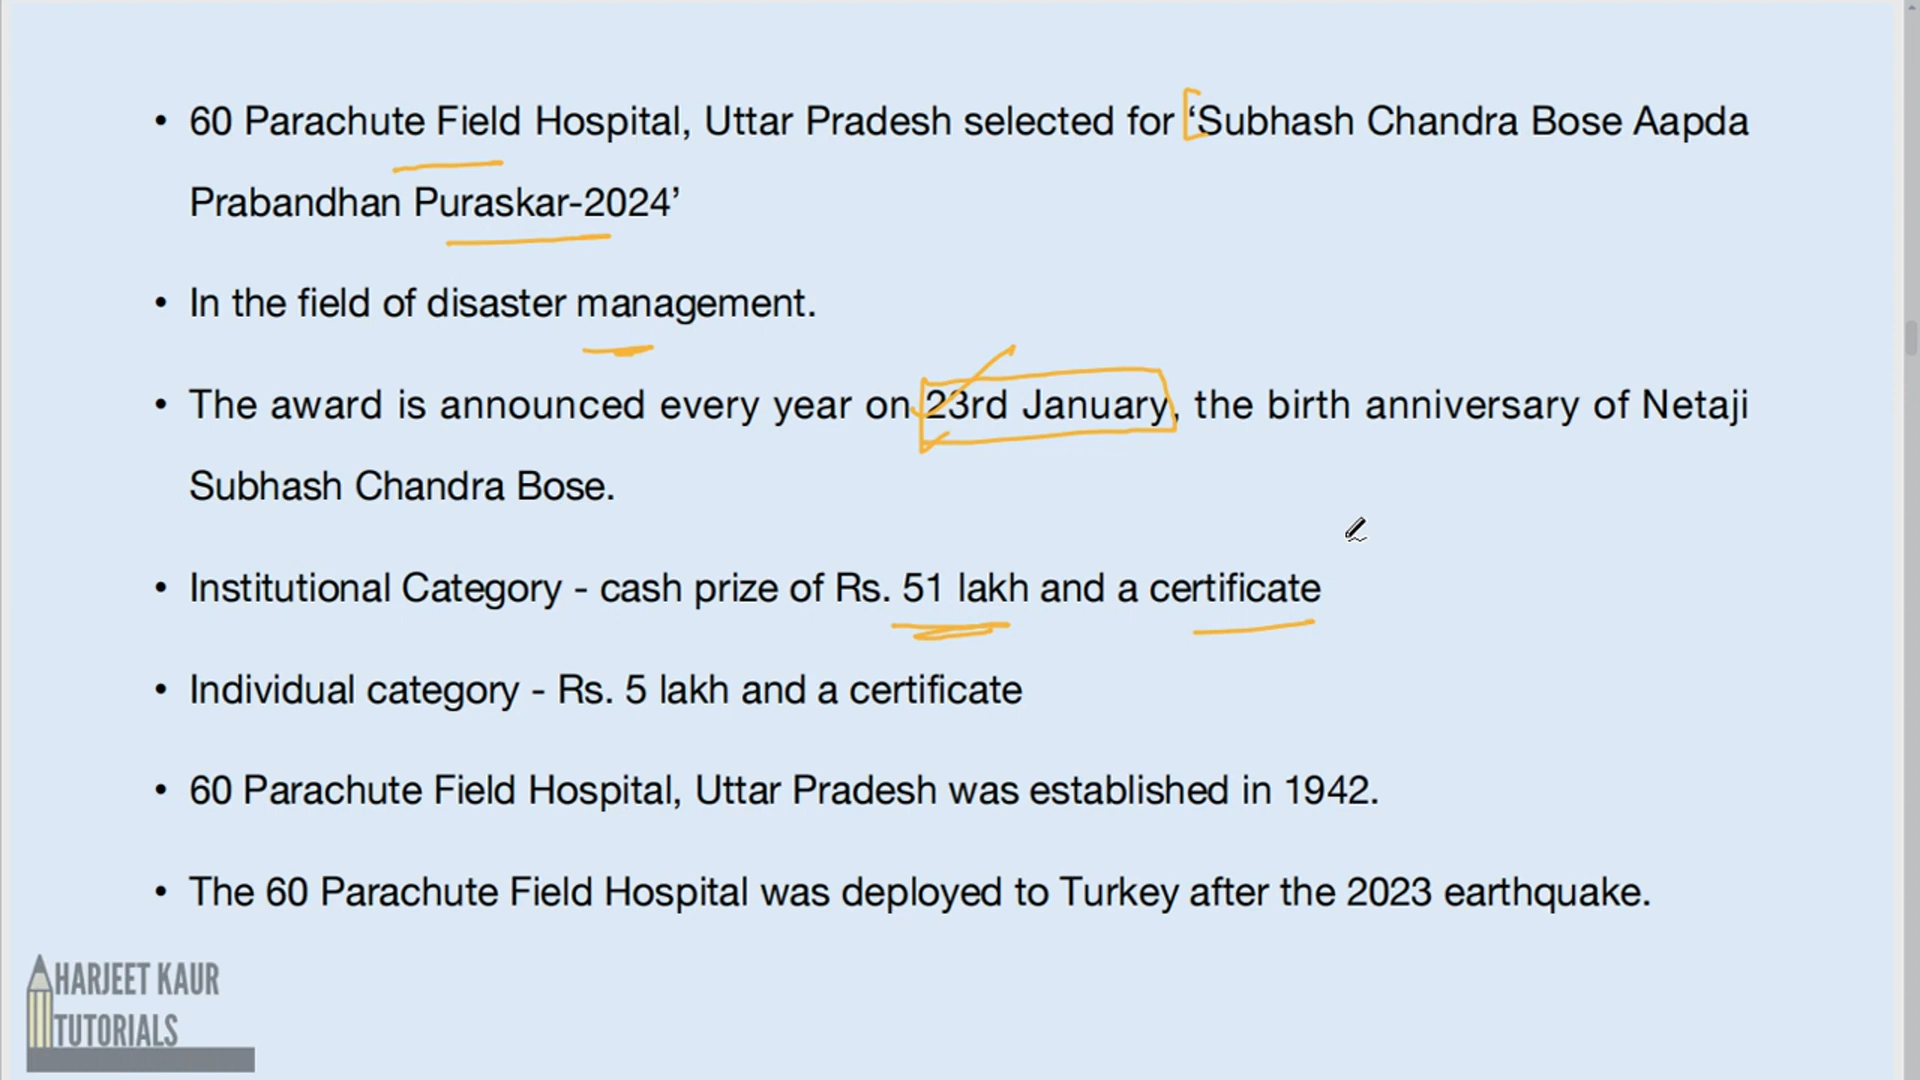 • 60 Parachute Field Hospital, Uttar Pradesh selected for ‘Subhash Chandra Bose Aapda
Prabandhan Puraskar-2024’
• In the field of disaster management.
• The award is announced every year on 23rd January, the birth anniversary of Netaji
Subhash Chandra Bose.
• Institutional Category - cash prize of Rs. 51 lakh and a certificate
• Individual category - Rs. 5 lakh and a certificate
• 60 Parachute Field Hospital, Uttar Pradesh was established in 1942.
• The 60 Parachute Field Hospital was deployed to Turkey after the 2023 earthquake.
HARJEET KAUR
TUTORIALS